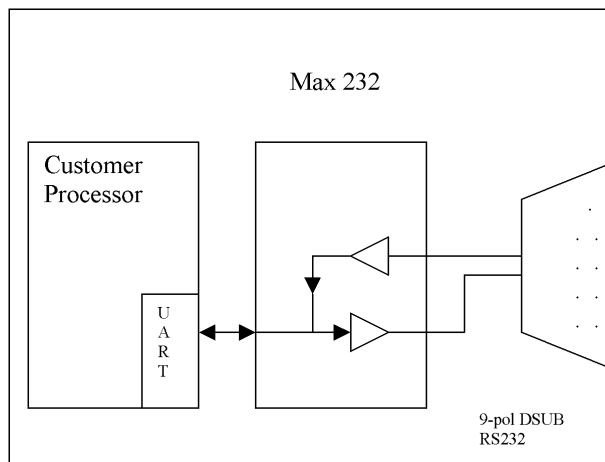 Max 232
Customer
Processor
U
A
R
T
9-pol DSUB
RS232